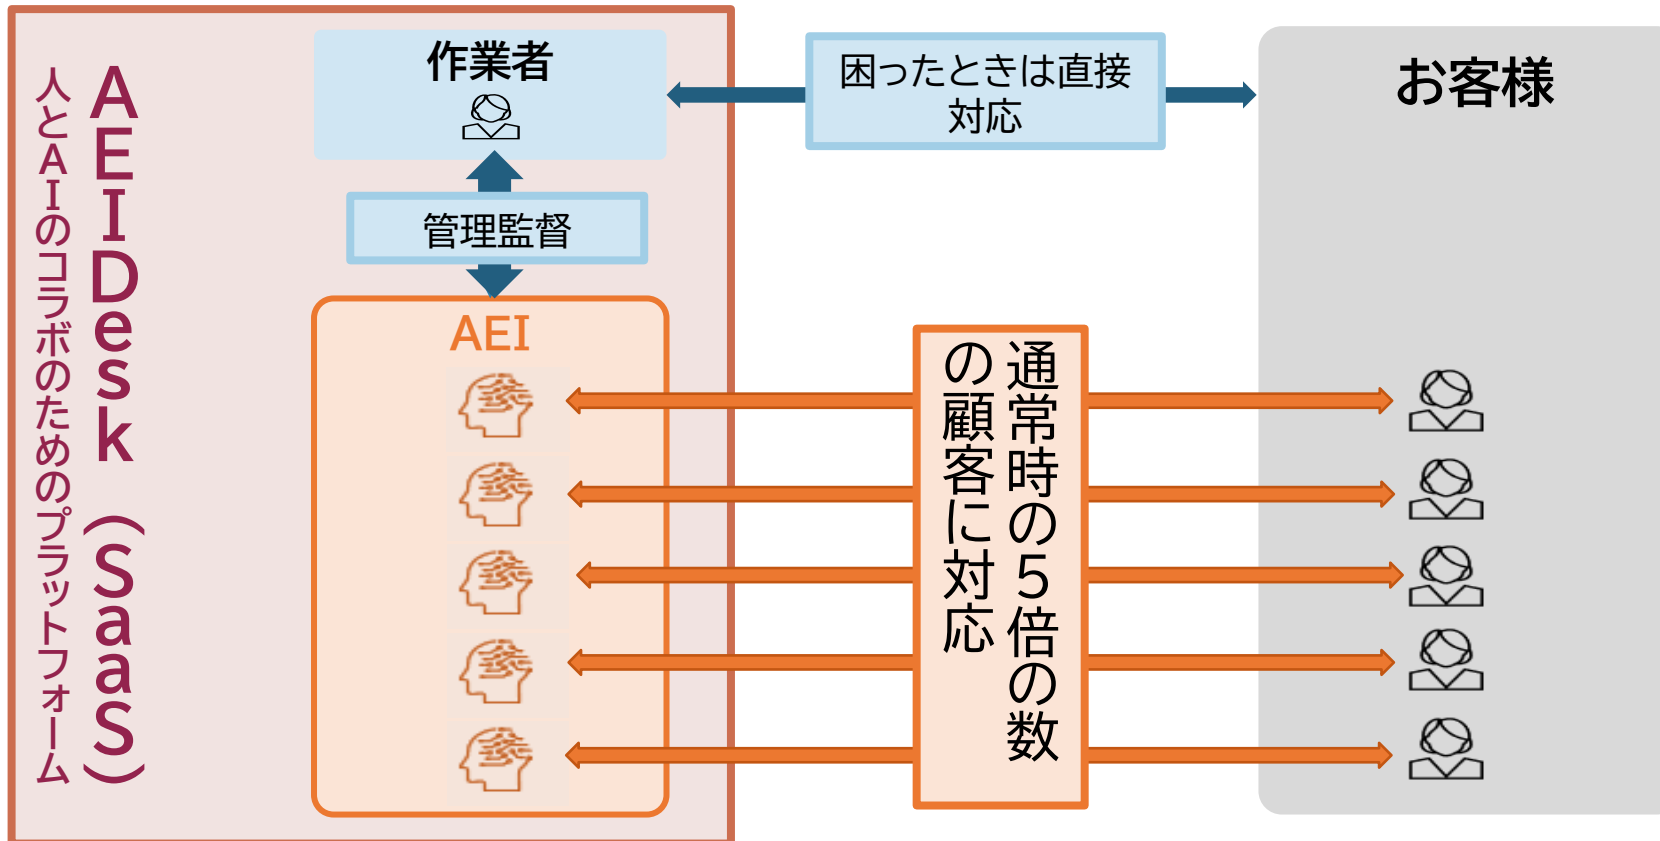 AEIDesk（SaaS）
人とAIのコラボのためのプラットフォーム
作業者
管理監督
AEI
困ったときは直接
対応
通常時の5倍の数
の顧客に対応
お客様